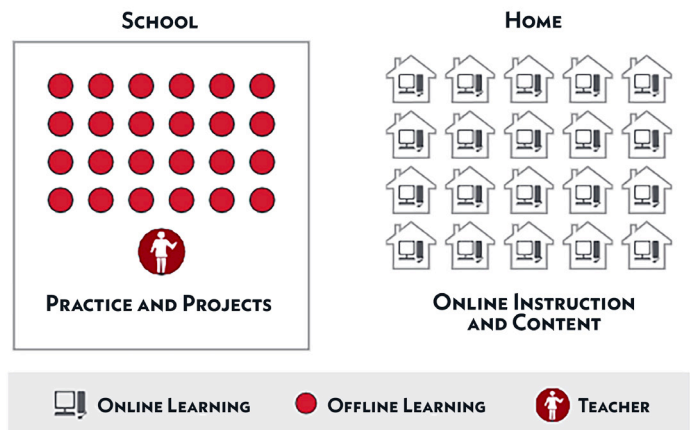 School
Home
Practice and Projects
Online Instruction
and Content
Online Learning
Offline Learning
Teacher